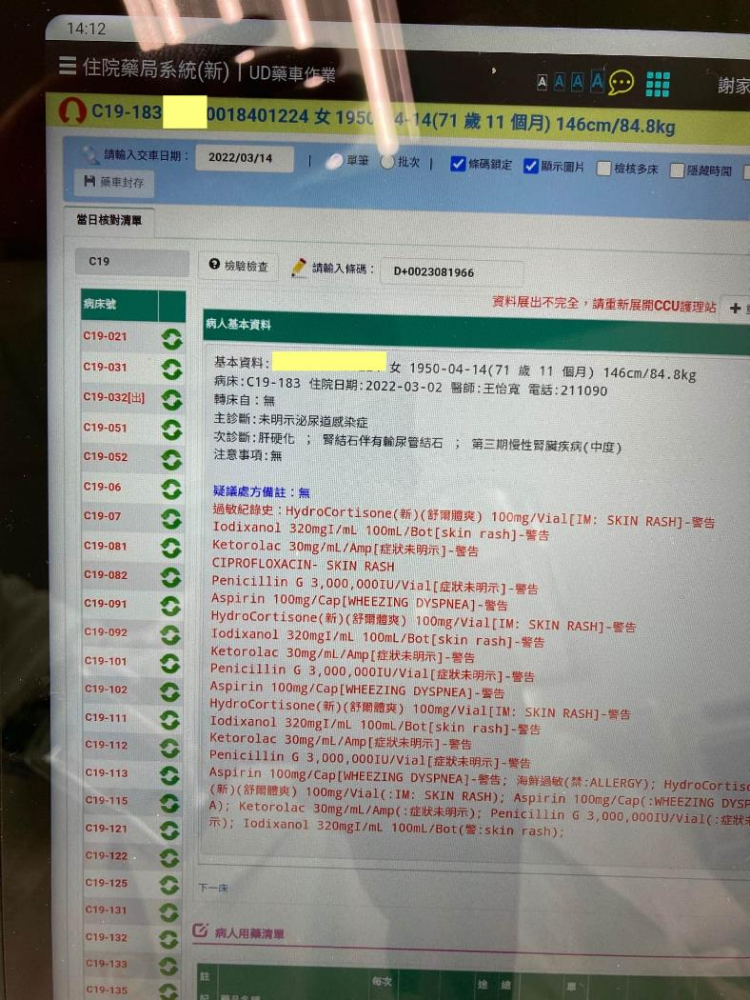 14:12
住院藥局系統(新) | UD藥車作業
A A A A
謝家
C19-183 0018401224 女 1950 4-14(71 歲 11 個月) 146cm/84.8kg
請輸入交車日期： 2022/03/14 | 單筆 批次 | 條碼鎖定 顯示圖片 檢核多床 隱藏時間
藥車封存
當日核對清單
C19 檢驗檢查 請輸入條碼： D+0023081966
資料展出不完全，請重新展開CCU護理站
病床號
C19-021
C19-031
C19-032[出]
C19-051
C19-052
C19-06
C19-07
C19-081
C19-082
C19-091
C19-092
C19-101
C19-102
C19-111
C19-112
C19-113
C19-115
C19-121
C19-122
C19-125
C19-131
C19-132
C19-133
C19-135
病人基本資料
基本資料: 女 1950-04-14(71 歲 11 個月) 146cm/84.8kg
病床:C19-183 住院日期:2022-03-02 醫師:王怡寬 電話:211090
轉床自：無
主診斷:未明示泌尿道感染症
次診斷:肝硬化 ； 腎結石伴有輸尿管結石 ； 第三期慢性腎臟疾病(中度)
注意事項:無
疑議處方備註：無
過敏紀錄史：HydroCortisone(新)(舒爾體爽) 100mg/Vial[IM: SKIN RASH]-警告
Iodixanol 320mgI/mL 100mL/Bot[skin rash]-警告
Ketorolac 30mg/mL/Amp[症狀未明示]-警告
CIPROFLOXACIN- SKIN RASH
Penicillin G 3,000,000IU/Vial[症狀未明示]-警告
Aspirin 100mg/Cap[WHEEZING DYSPNEA]-警告
HydroCortisone(新)(舒爾體爽) 100mg/Vial[IM: SKIN RASH]-警告
Iodixanol 320mgI/mL 100mL/Bot[skin rash]-警告
Ketorolac 30mg/mL/Amp[症狀未明示]-警告
Penicillin G 3,000,000IU/Vial[症狀未明示]-警告
Aspirin 100mg/Cap[WHEEZING DYSPNEA]-警告
HydroCortisone(新)(舒爾體爽) 100mg/Vial[IM: SKIN RASH]-警告
Iodixanol 320mgI/mL 100mL/Bot[skin rash]-警告
Ketorolac 30mg/mL/Amp[症狀未明示]-警告
Penicillin G 3,000,000IU/Vial[症狀未明示]-警告
Aspirin 100mg/Cap[WHEEZING DYSPNEA]-警告; 海鮮過敏(禁:ALLERGY); HydroCortiso
(新)(舒爾體爽) 100mg/Vial(:IM: SKIN RASH); Aspirin 100mg/Cap(:WHEEZING DYSP
A); Ketorolac 30mg/mL/Amp(:症狀未明示); Penicillin G 3,000,000IU/Vial(:症狀
示); Iodixanol 320mgI/mL 100mL/Bot(警:skin rash);
下一床
病人用藥清單
註 每次 途 總 單